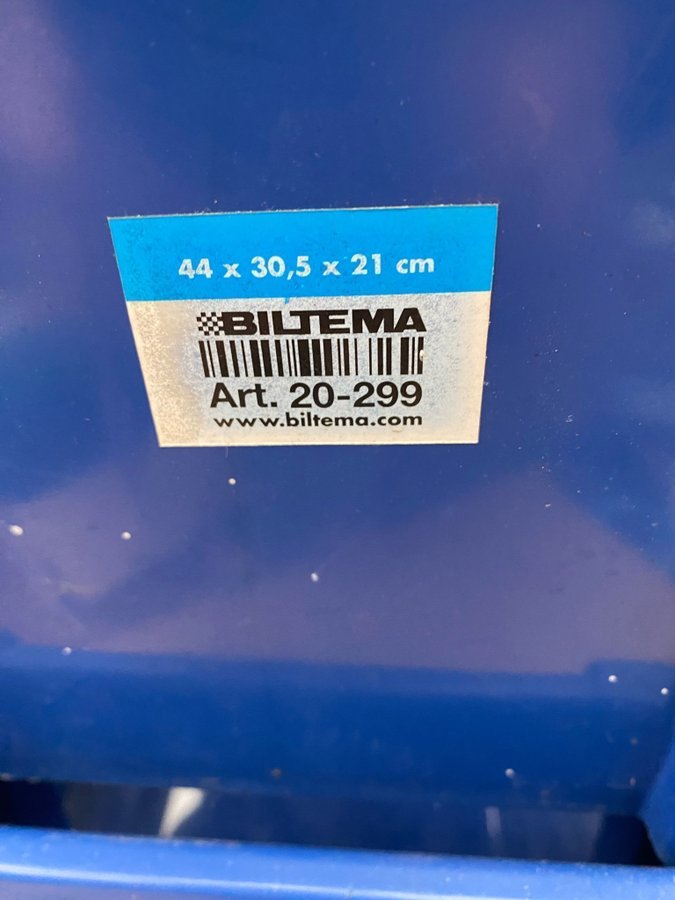 44 x 30,5 x 21 cm
BILTEMA
Art. 20-299
www.biltema.com